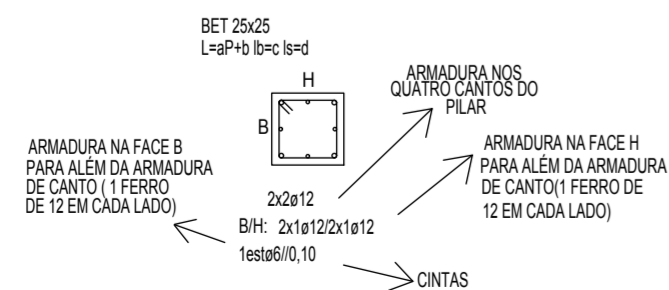 BET 25x25
L=aP+b lb=c ls=d
H
B
ARMADURA NOS
QUATRO CANTOS DO
PILAR
ARMADURA NA FACE B
PARA ALÉM DA ARMADURA
DE CANTO ( 1 FERRO
DE 12 EM CADA LADO)
ARMADURA NA FACE H
PARA ALÉM DA ARMADURA
DE CANTO(1 FERRO DE
12 EM CADA LADO)
2x2ø12
B/H: 2x1ø12/2x1ø12
1estø6//0,10
CINTAS